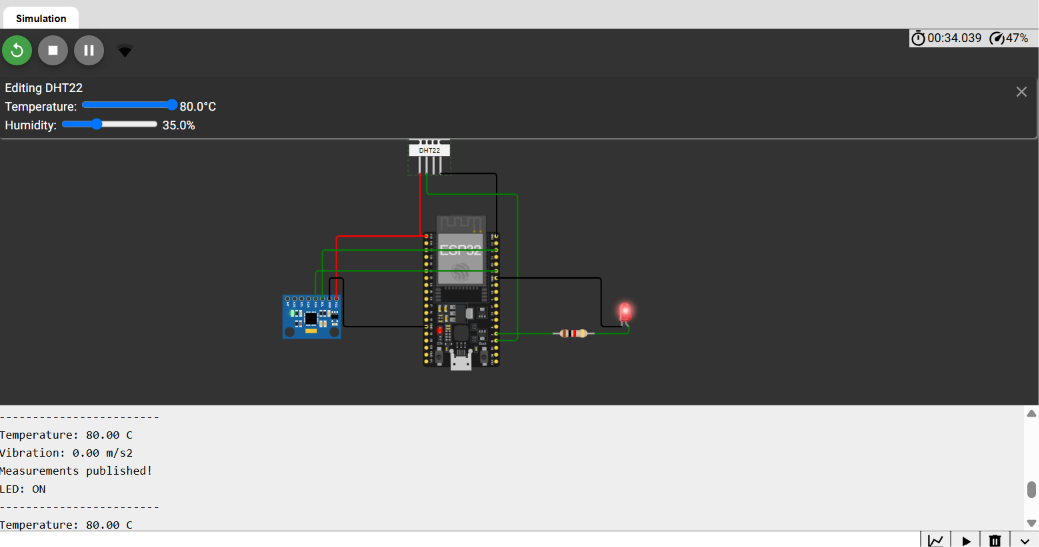 Simulation
00:34.039 47%
Editing DHT22
Temperature: 80.0°C
Humidity: 35.0%
DHT22
ESP32
------------------------
Temperature: 80.00 C
Vibration: 0.00 m/s2
Measurements published!
LED: ON
------------------------
Temperature: 80.00 C